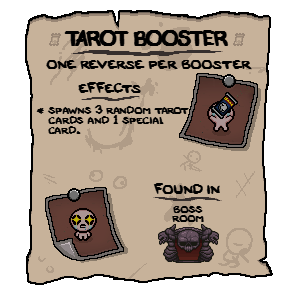 TAROT BOOSTER
ONE REVERSE PER BOOSTER
EFFECTS
* SPAWNS 3 RANDOM TAROT
CARDS AND 1 SPECIAL
CARD.
FOUND IN
BOSS
ROOM